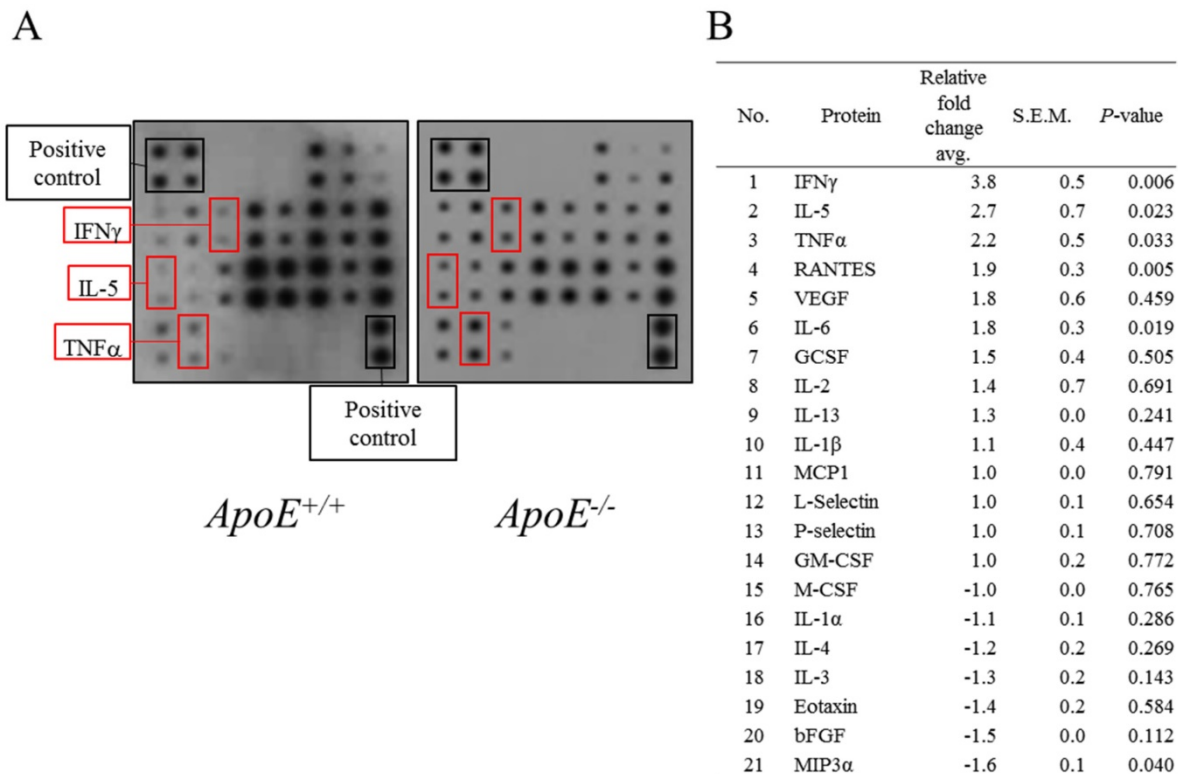 A
Positive
control
IFNγ
IL-5
TNFα
Positive
control
ApoE+/+ ApoE-/-
B
Relative
fold
change
avg.
No. Protein S.E.M. P-value
1 IFNγ 3.8 0.5 0.006
2 IL-5 2.7 0.7 0.023
3 TNFα 2.2 0.5 0.033
4 RANTES 1.9 0.3 0.005
5 VEGF 1.8 0.6 0.459
6 IL-6 1.8 0.3 0.019
7 GCSF 1.5 0.4 0.505
8 IL-2 1.4 0.7 0.691
9 IL-13 1.3 0.0 0.241
10 IL-1β 1.1 0.4 0.447
11 MCP1 1.0 0.0 0.791
12 L-Selectin 1.0 0.1 0.654
13 P-selectin 1.0 0.1 0.708
14 GM-CSF 1.0 0.2 0.772
15 M-CSF -1.0 0.0 0.765
16 IL-1α -1.1 0.1 0.286
17 IL-4 -1.2 0.2 0.269
18 IL-3 -1.3 0.2 0.143
19 Eotaxin -1.4 0.2 0.584
20 bFGF -1.5 0.0 0.112
21 MIP3α -1.6 0.1 0.040